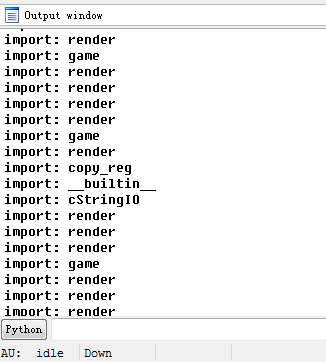 Output window
import: render
import: game
import: render
import: render
import: render
import: render
import: game
import: render
import: copy_reg
import: __builtin__
import: cStringIO
import: render
import: render
import: render
import: game
import: render
import: render
import: render
Python
AU: idle Down